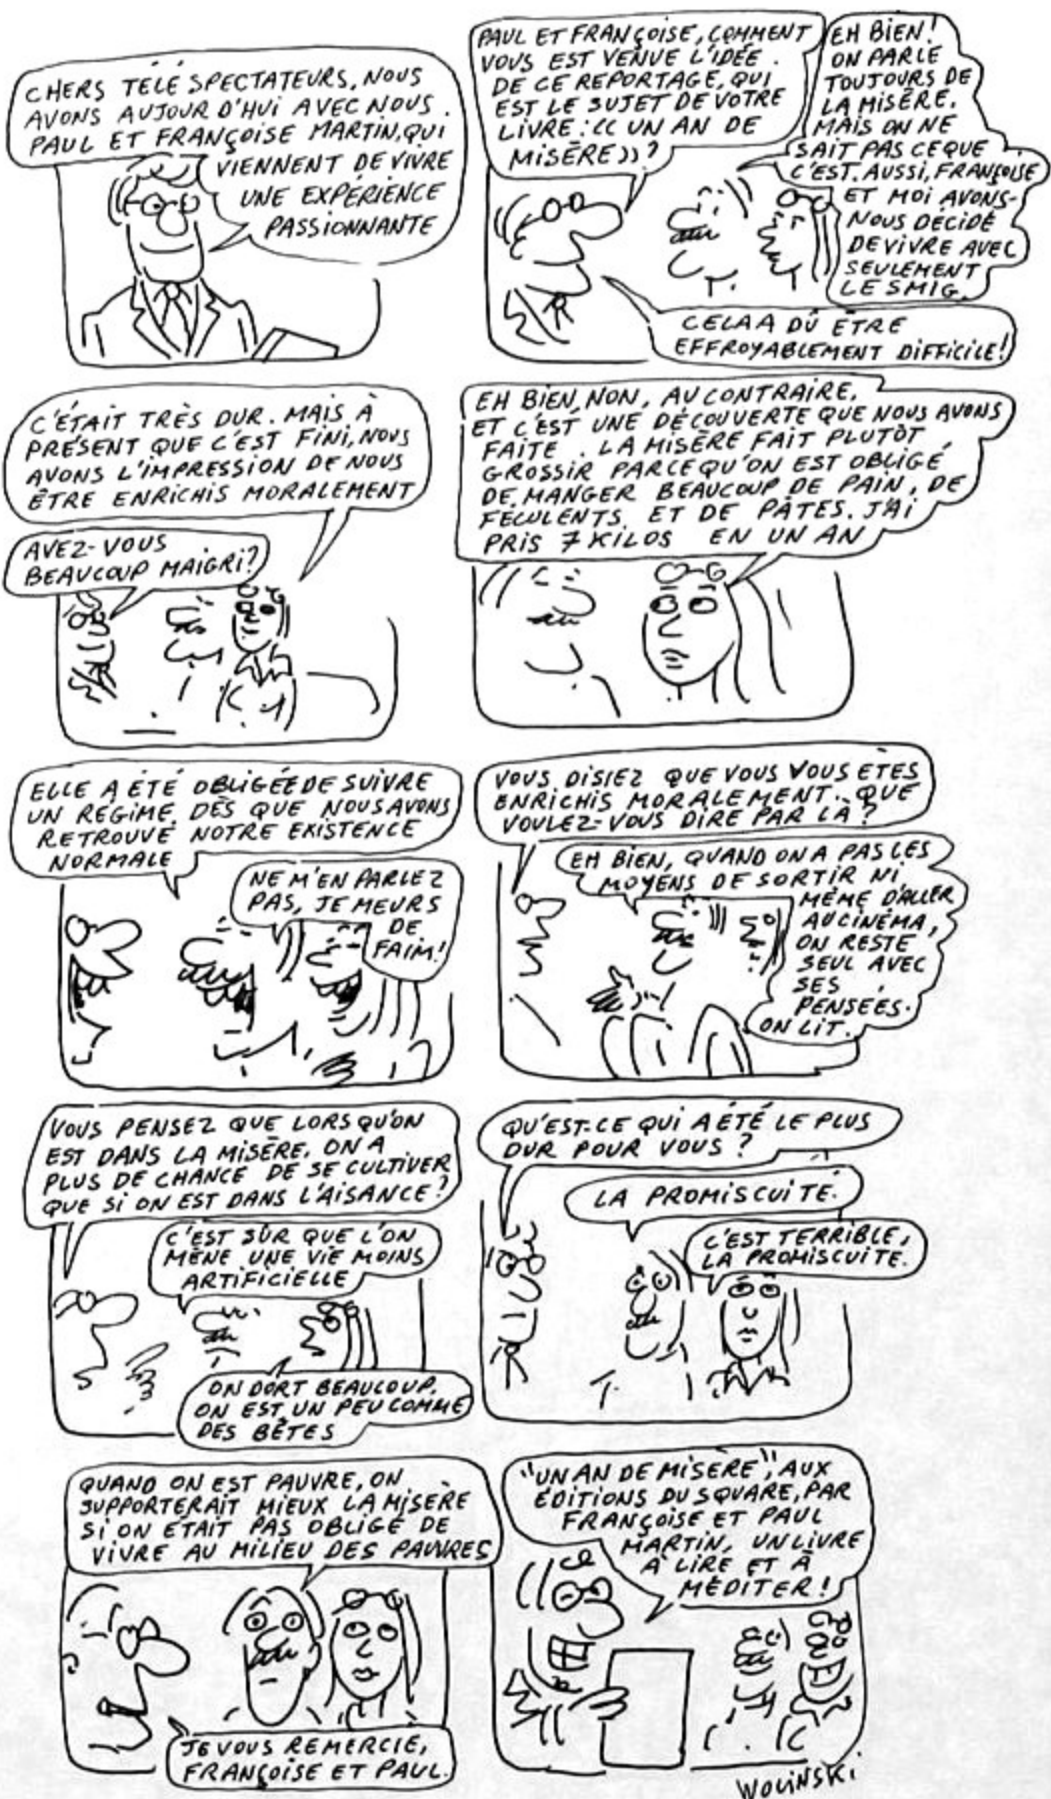 CHERS TÉLÉ SPECTATEURS, NOUS
AVONS AUJOUR D'HUI AVEC NOUS.
PAUL ET FRANÇOISE MARTIN, QUI
VIENNENT DE VIVRE
UNE EXPÉRIENCE
PASSIONNANTE
PAUL ET FRANÇOISE, COMMENT
VOUS EST VENUE L'IDÉE.
DE CE REPORTAGE, QUI
EST LE SUJET DE VOTRE
LIVRE: (( UN AN DE
MISÈRE)) ?
EH BIEN!
ON PARLE
TOUJOURS DE
LA MISÈRE.
MAIS ON NE
SAIT PAS CE QUE
C'EST. AUSSI, FRANÇOISE
ET MOI AVONS-
NOUS DÉCIDÉ
DE VIVRE AVEC
SEULEMENT
LE SMIG.
CELA A DÛ ÊTRE
EFFROYABLEMENT DIFFICILE!
C'ÉTAIT TRÈS DUR. MAIS À
PRÉSENT QUE C'EST FINI, NOUS
AVONS L'IMPRESSION DE NOUS
ÊTRE ENRICHIS MORALEMENT
AVEZ-VOUS
BEAUCOUP MAIGRI?
EH BIEN, NON, AU CONTRAIRE,
ET C'EST UNE DÉCOUVERTE QUE NOUS AVONS
FAITE. LA MISÈRE FAIT PLUTÔT
GROSSIR PARCE QU'ON EST OBLIGÉ
DE MANGER BEAUCOUP DE PAIN, DE
FÉCULENTS, ET DE PÂTES. J'AI
PRIS 7 KILOS EN UN AN
ELLE A ÉTÉ OBLIGÉE DE SUIVRE
UN RÉGIME, DÈS QUE NOUS AVONS
RETROUVÉ NOTRE EXISTENCE
NORMALE
NE M'EN PARLEZ
PAS, JE MEURS
DE
FAIM!
VOUS DISIEZ QUE VOUS VOUS ÊTES
ENRICHIS MORALEMENT. QUE
VOULEZ-VOUS DIRE PAR LÀ?
EH BIEN, QUAND ON A PAS LES
MOYENS DE SORTIR NI
MÊME D'ALLER
AU CINÉMA,
ON RESTE
SEUL AVEC
SES
PENSÉES.
ON LIT.
VOUS PENSEZ QUE LORSQU'ON
EST DANS LA MISÈRE, ON A
PLUS DE CHANCE DE SE CULTIVER
QUE SI ON EST DANS L'AISANCE?
C'EST SÛR QUE L'ON
MÈNE UNE VIE MOINS
ARTIFICIELLE
ON DORT BEAUCOUP.
ON EST UN PEU COMME
DES BÊTES
QU'EST-CE QUI A ÉTÉ LE PLUS
DUR POUR VOUS?
LA PROMISCUITÉ.
C'EST TERRIBLE,
LA PROMISCUITÉ.
QUAND ON EST PAUVRE, ON
SUPPORTERAIT MIEUX LA MISÈRE
SI ON ÉTAIT PAS OBLIGÉ DE
VIVRE AU MILIEU DES PAUVRES
JE VOUS REMERCIE,
FRANÇOISE ET PAUL.
"UN AN DE MISÈRE", AUX
ÉDITIONS DU SQUARE, PAR
FRANÇOISE ET PAUL
MARTIN, UN LIVRE
À LIRE ET À
MÉDITER!
WOLINSKI